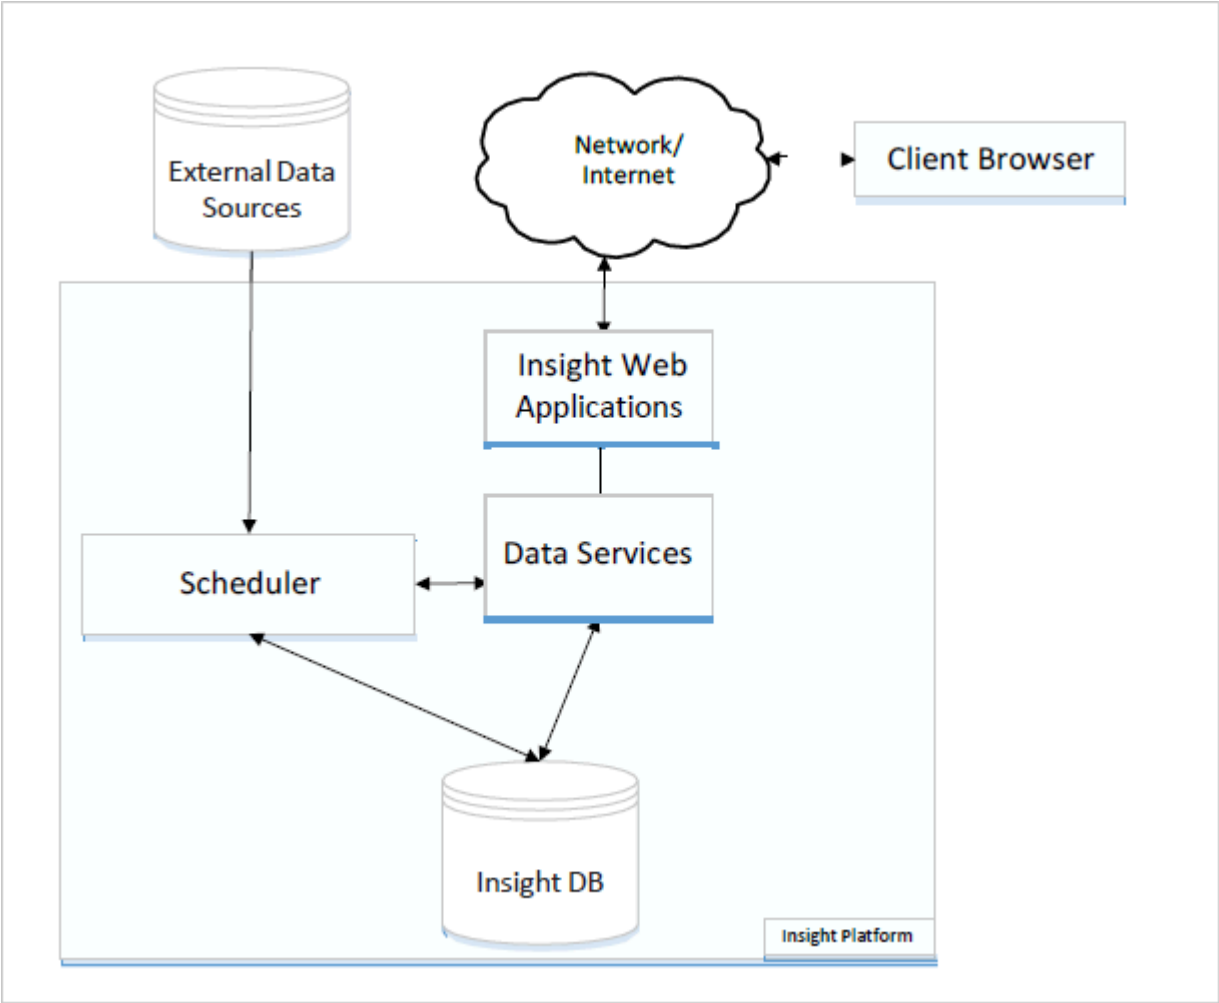 External Data
Sources
Network/
Internet
Client Browser
Insight Web
Applications
Data Services
Scheduler
Insight DB
Insight Platform